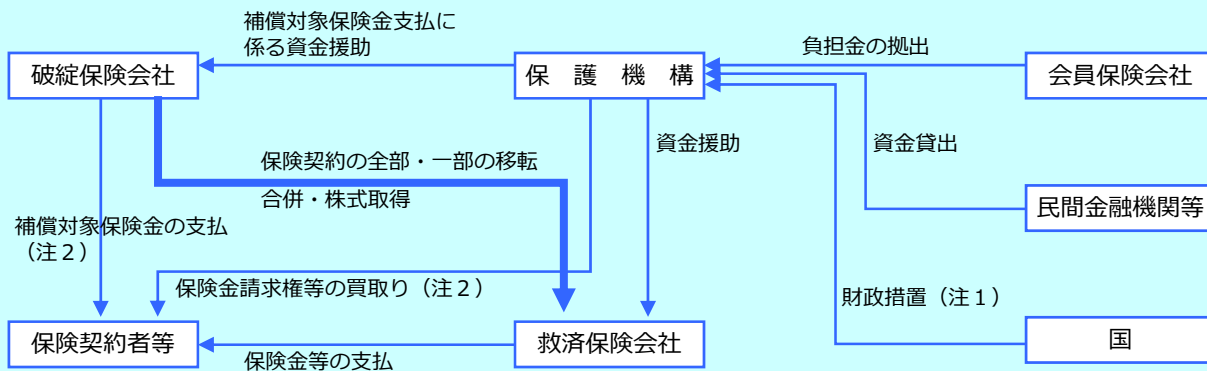 補償対象保険金支払に
係る資金援助
負担金の拠出
破綻保険会社
保 護 機 構
会員保険会社
資金援助
資金貸出
保険契約の全部・一部の移転
合併・株式取得
民間金融機関等
補償対象保険金の支払
（注２）
保険金請求権等の買取り（注２）
財政措置（注１）
保険契約者等
救済保険会社
国
保険金等の支払